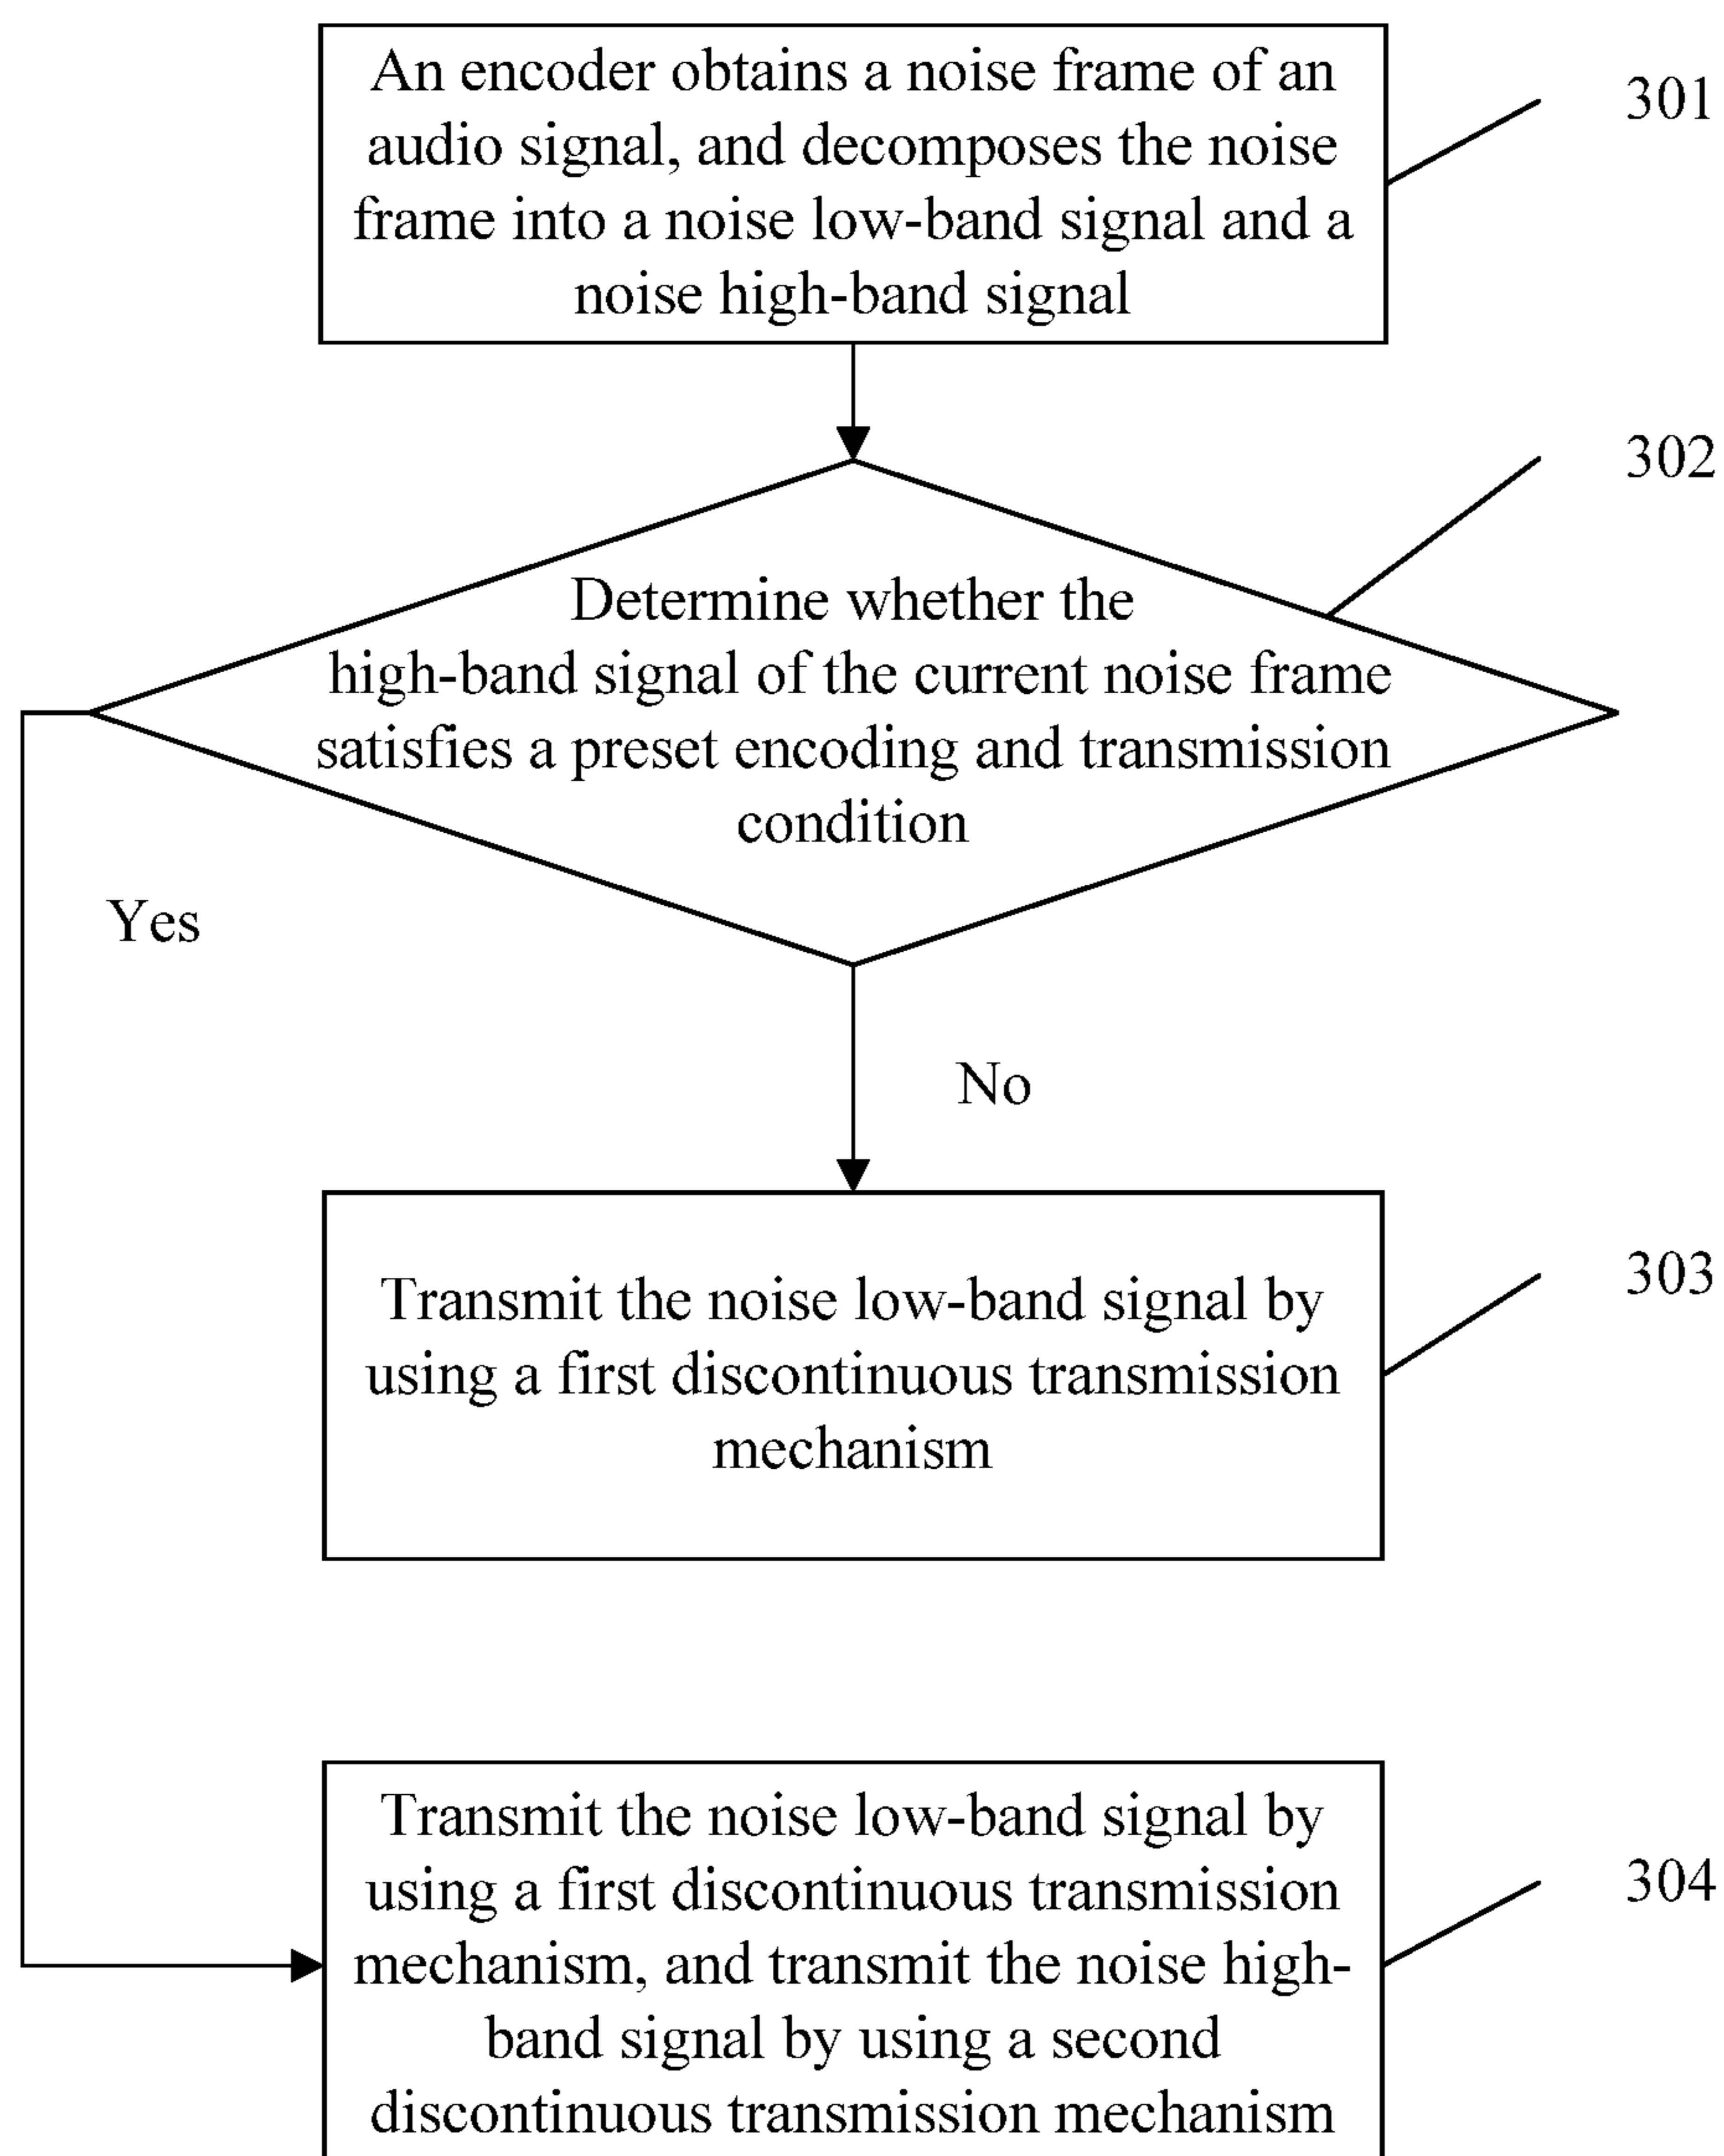 An encoder obtains a noise frame of an
audio signal, and decomposes the noise
frame into a noise low-band signal and a
noise high-band signal
301
302
Determine whether the
high-band signal of the current noise frame
satisfies a preset encoding and transmission
condition
Yes
No
Transmit the noise low-band signal by
using a first discontinuous transmission
mechanism
303
Transmit the noise low-band signal by
using a first discontinuous transmission
mechanism, and transmit the noise high-
band signal by using a second
discontinuous transmission mechanism
304